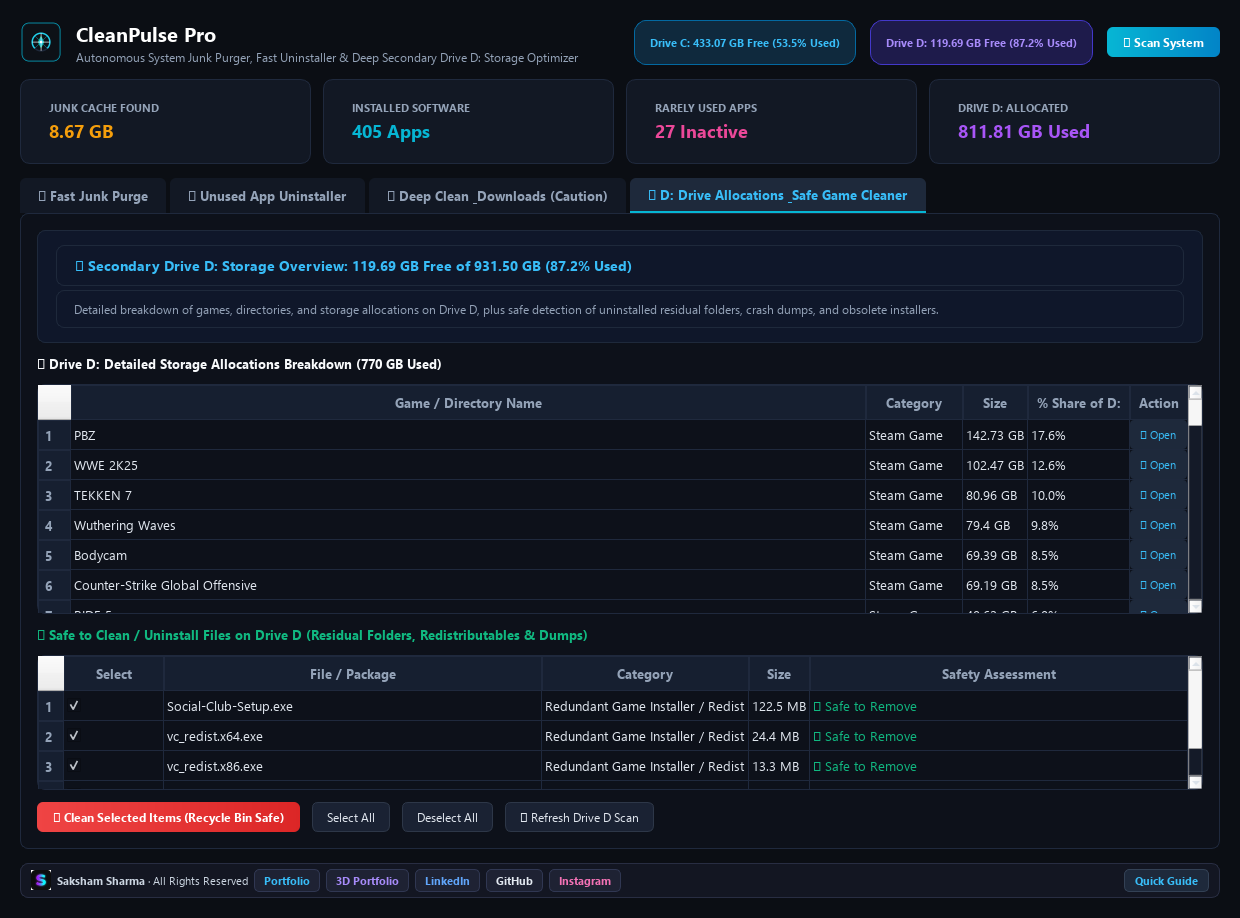 CleanPulse Pro
Autonomous System Junk Purger, Fast Uninstaller & Deep Secondary Drive D: Storage Optimizer
Drive C: 433.07 GB Free (53.5% Used)
Drive D: 119.69 GB Free (87.2% Used)
Scan System
JUNK CACHE FOUND
8.67 GB
INSTALLED SOFTWARE
405 Apps
RARELY USED APPS
27 Inactive
DRIVE D: ALLOCATED
811.81 GB Used
Fast Junk Purge
Unused App Uninstaller
Deep Clean _Downloads (Caution)
D: Drive Allocations _Safe Game Cleaner
Secondary Drive D: Storage Overview: 119.69 GB Free of 931.50 GB (87.2% Used)
Detailed breakdown of games, directories, and storage allocations on Drive D, plus safe detection of uninstalled residual folders, crash dumps, and obsolete installers.
Drive D: Detailed Storage Allocations Breakdown (770 GB Used)
Game / Directory Name Category Size % Share of D: Action
1 PBZ Steam Game 142.73 GB 17.6% Open
2 WWE 2K25 Steam Game 102.47 GB 12.6% Open
3 TEKKEN 7 Steam Game 80.96 GB 10.0% Open
4 Wuthering Waves Steam Game 79.4 GB 9.8% Open
5 Bodycam Steam Game 69.39 GB 8.5% Open
6 Counter-Strike Global Offensive Steam Game 69.19 GB 8.5% Open
Safe to Clean / Uninstall Files on Drive D (Residual Folders, Redistributables & Dumps)
Select File / Package Category Size Safety Assessment
1 Social-Club-Setup.exe Redundant Game Installer / Redist 122.5 MB Safe to Remove
2 vc_redist.x64.exe Redundant Game Installer / Redist 24.4 MB Safe to Remove
3 vc_redist.x86.exe Redundant Game Installer / Redist 13.3 MB Safe to Remove
Clean Selected Items (Recycle Bin Safe)
Select All
Deselect All
Refresh Drive D Scan
S Saksham Sharma · All Rights Reserved
Portfolio
3D Portfolio
LinkedIn
GitHub
Instagram
Quick Guide